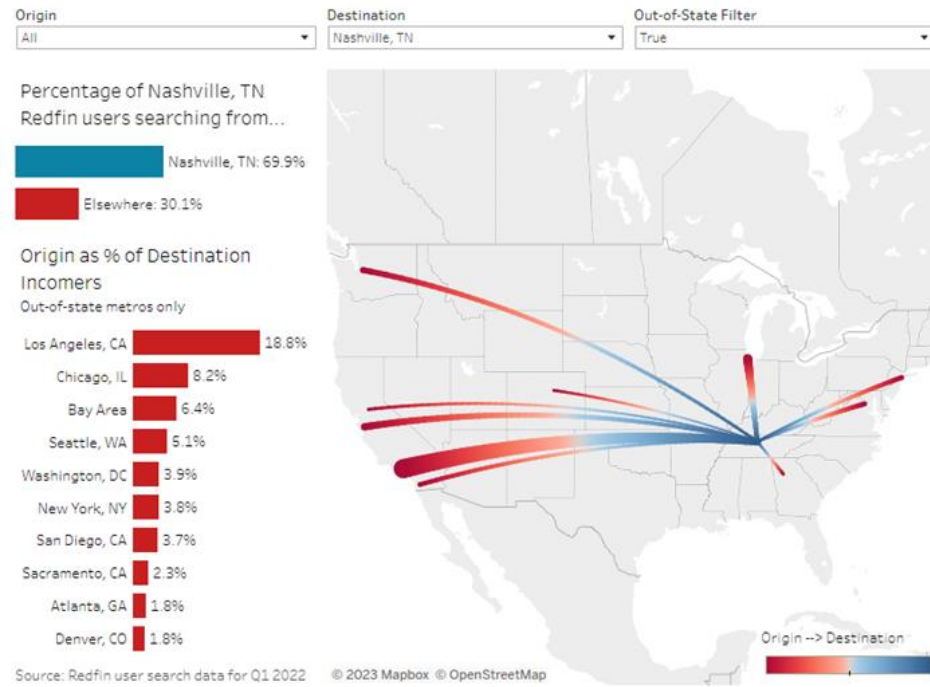 Origin
All
Destination
Nashville, TN
Out-of-State Filter
True
Percentage of Nashville, TN
Redfin users searching from...
Nashville, TN: 69.9%
Elsewhere: 30.1%
Origin as % of Destination
Incomers
Out-of-state metros only
Los Angeles, CA 18.8%
Chicago, IL 8.2%
Bay Area 6.4%
Seattle, WA 5.1%
Washington, DC 3.9%
New York, NY 3.8%
San Diego, CA 3.7%
Sacramento, CA 2.3%
Atlanta, GA 1.8%
Denver, CO 1.8%
Source: Redfin user search data for Q1 2022
© 2023 Mapbox © OpenStreetMap
Origin --> Destination